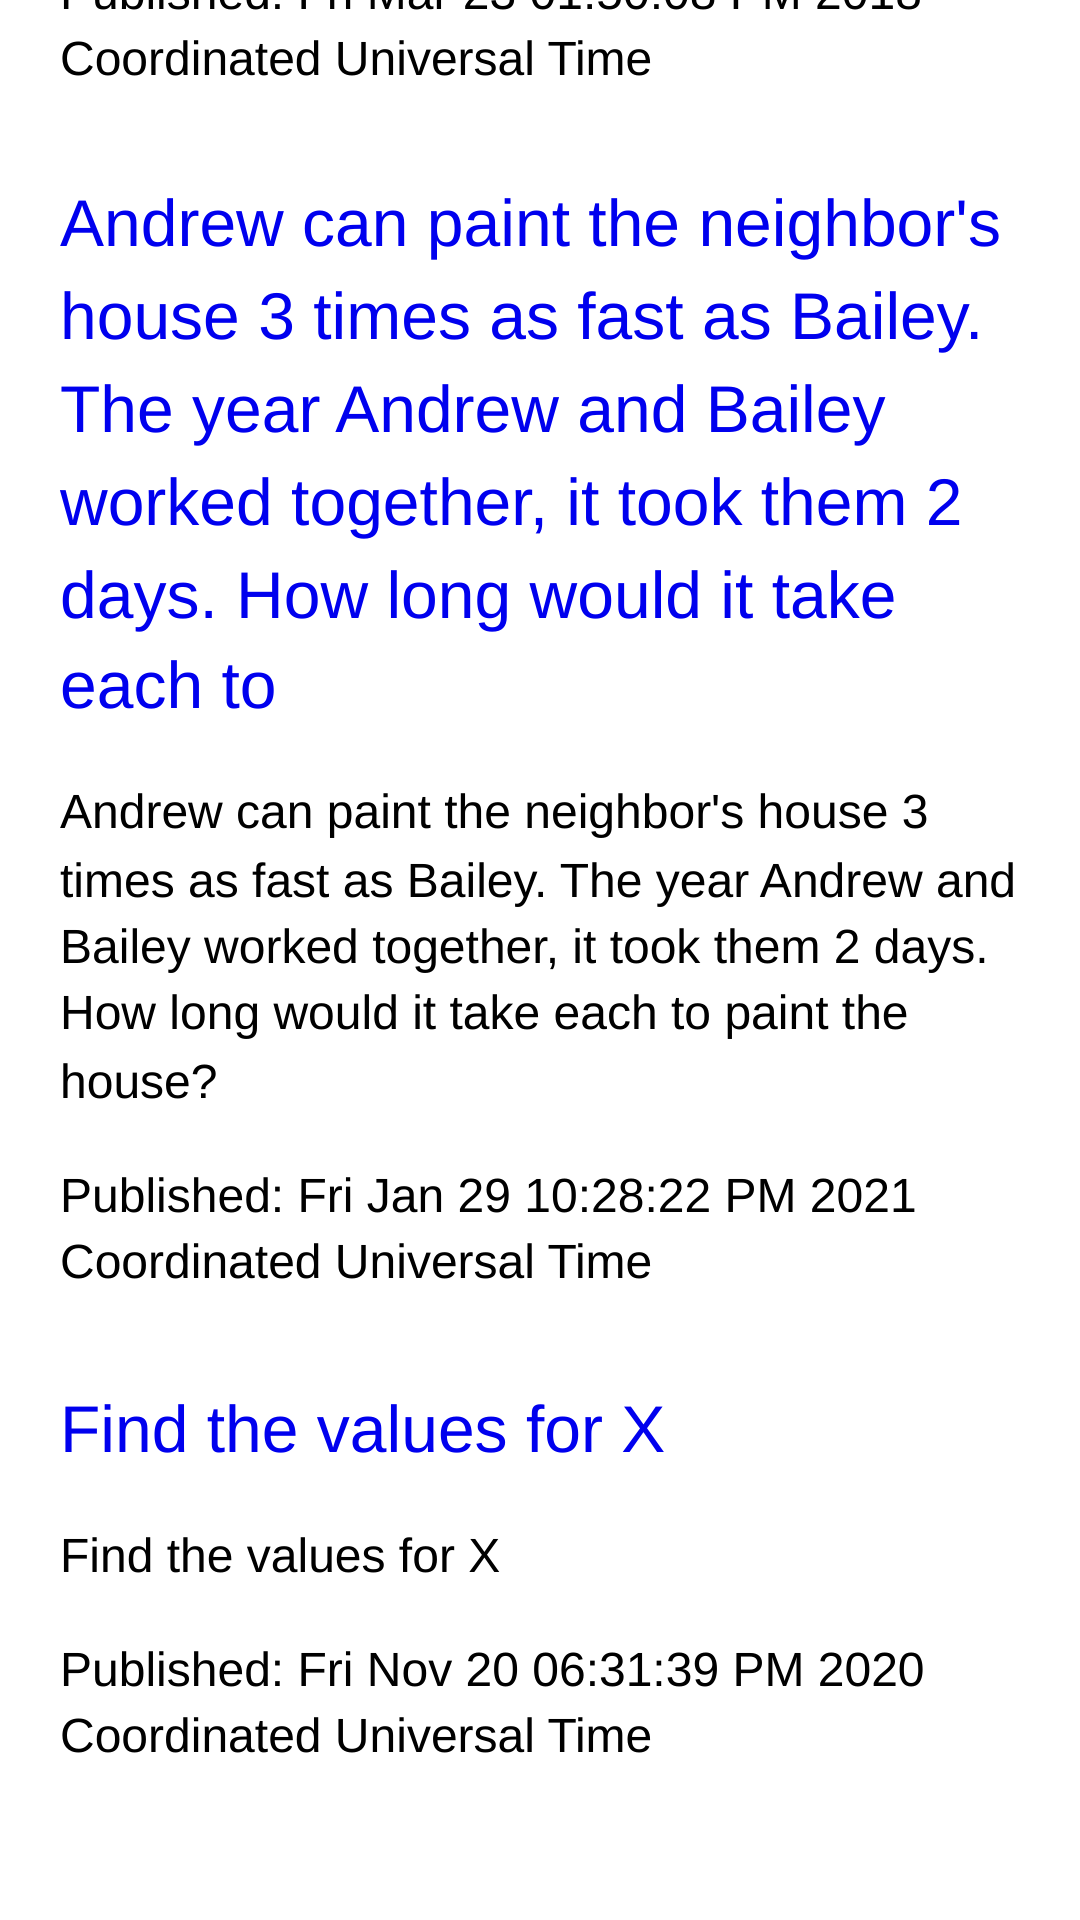 Coordinated Universal Time
Andrew can paint the neighbor's
house 3 times as fast as Bailey.
The year Andrew and Bailey
worked together, it took them 2
days. How long would it take
each to
Andrew can paint the neighbor's house 3
times as fast as Bailey. The year Andrew and
Bailey worked together, it took them 2 days.
How long would it take each to paint the
house?
Published: Fri Jan 29 10:28:22 PM 2021
Coordinated Universal Time
Find the values for X
Find the values for X
Published: Fri Nov 20 06:31:39 PM 2020
Coordinated Universal Time